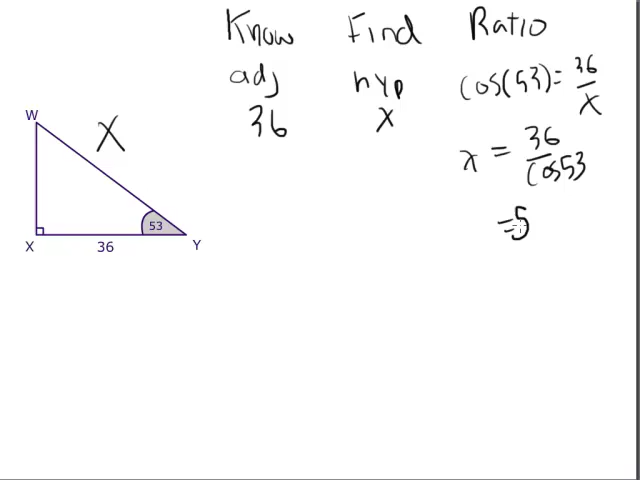 Know Find Ratio
adj hyp cos(53) = 36/x
36 x
x = 36/cos53
=5
W
X
53
X 36 Y